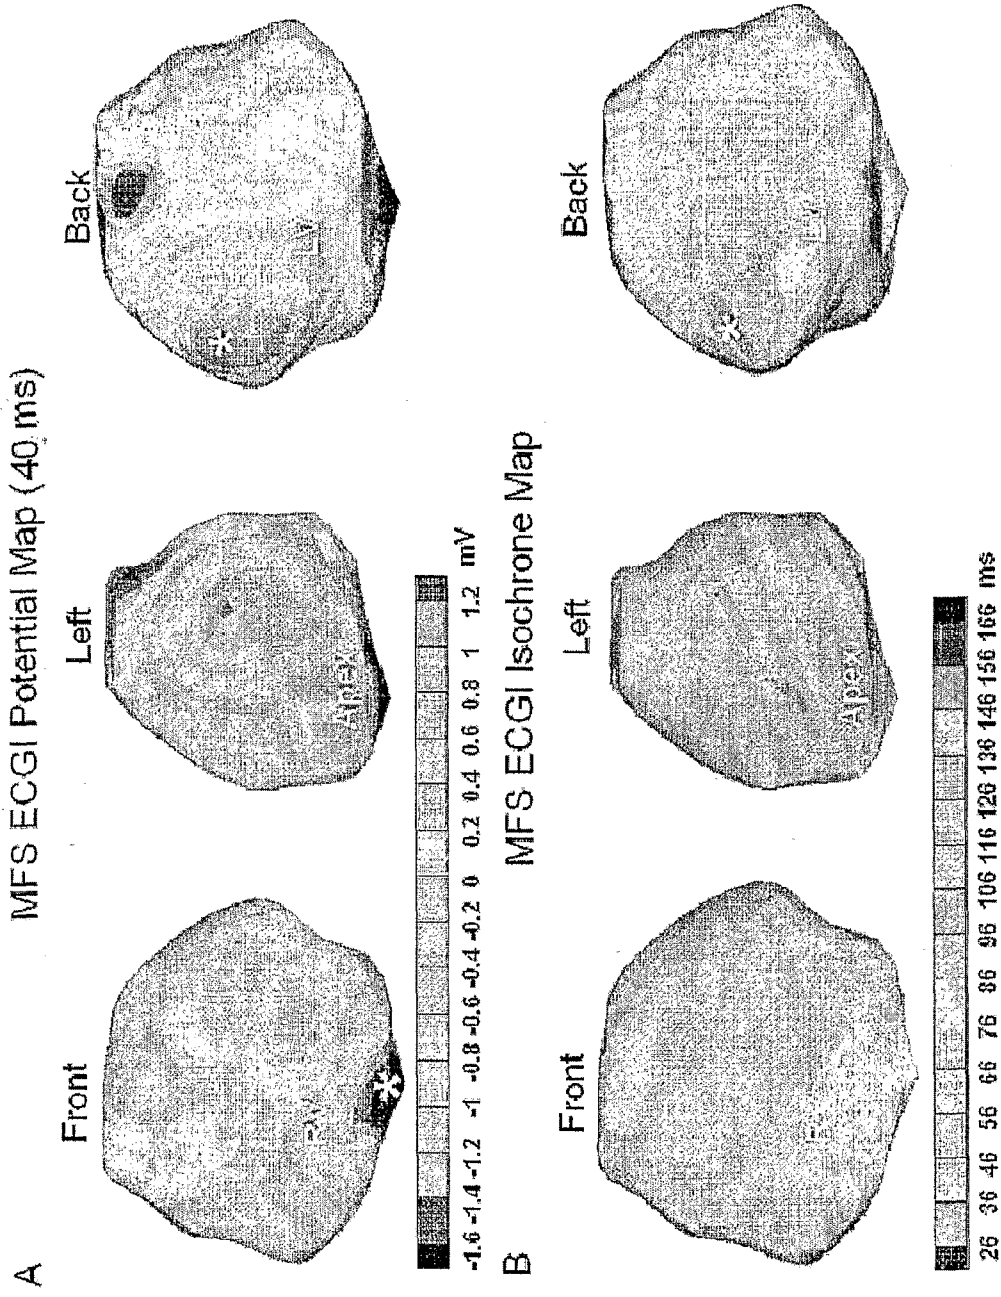 A
MFS ECGI Potential Map (40 ms)
Front
Left
Back
RV
*
Apex
LV
*
-1.6 -1.4 -1.2 -1 -0.8 -0.6 -0.4 -0.2 0 0.2 0.4 0.6 0.8 1 1.2 mV
B
MFS ECGI Isochrone Map
Front
Left
Back
Apex
LV
*
26 36 46 56 66 76 86 96 106 116 126 136 146 156 166 ms